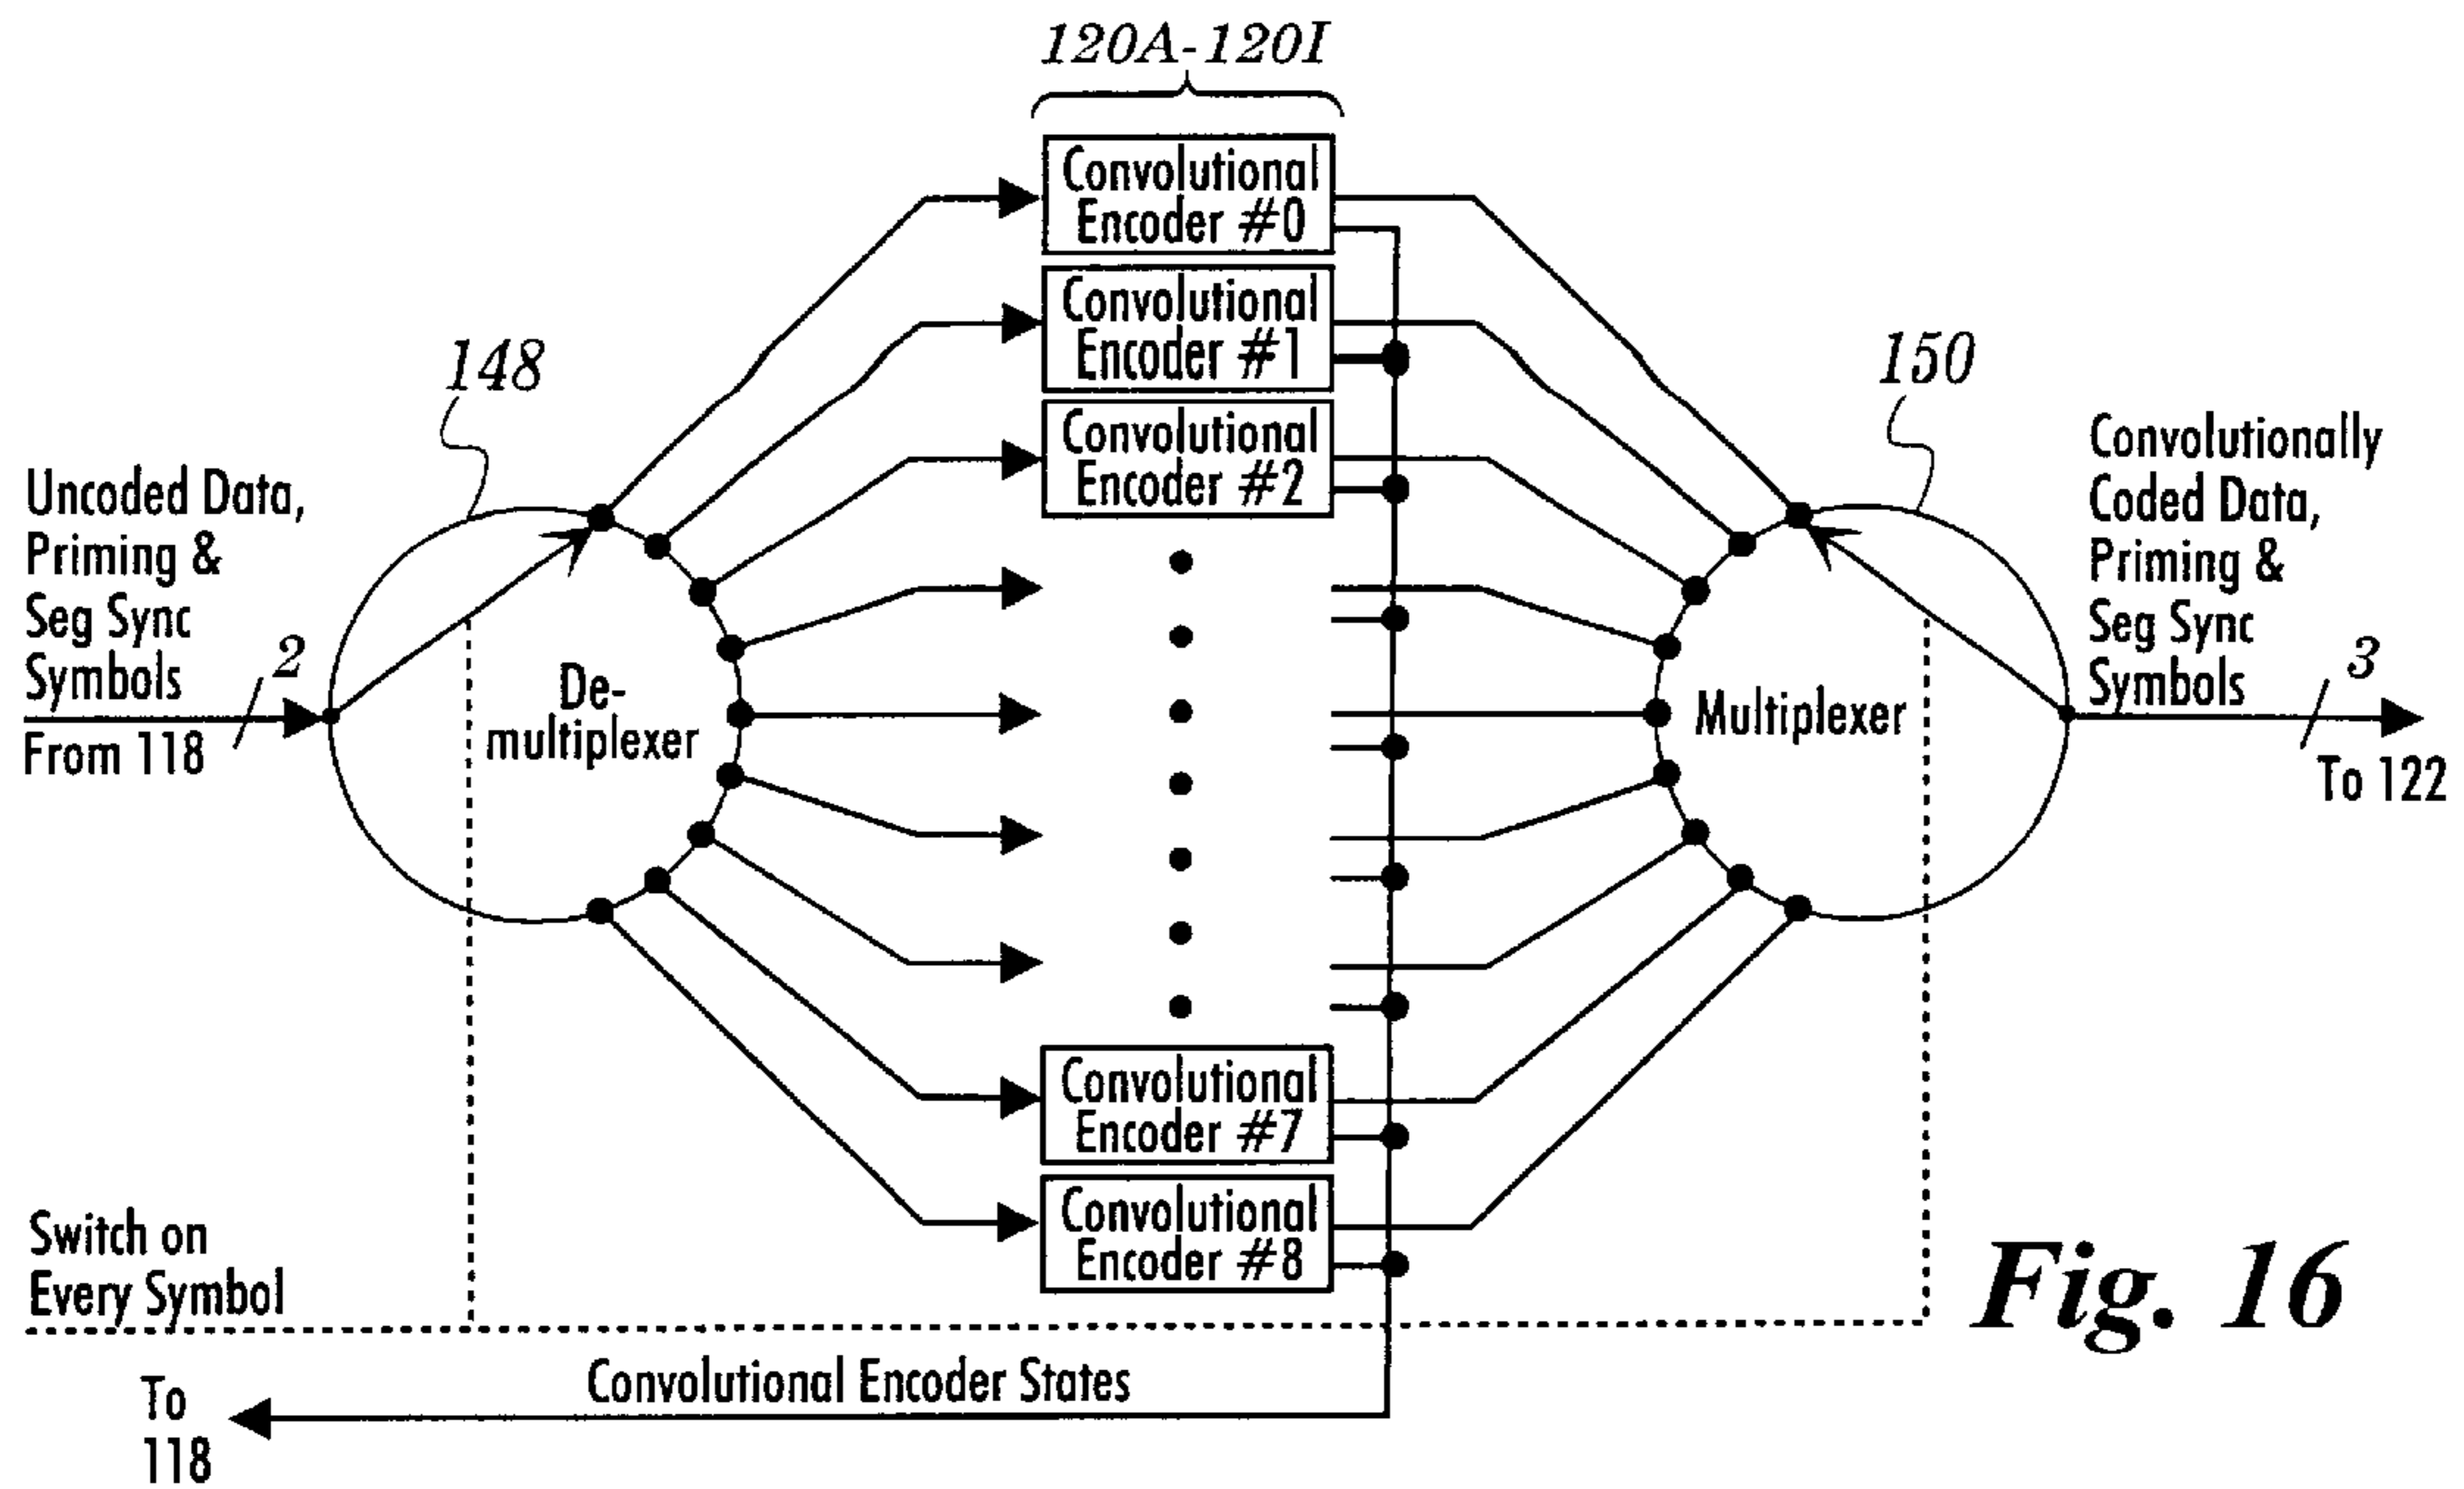 120A-120I
Convolutional
Encoder #0
Convolutional
Encoder #1
Convolutional
Encoder #2
Convolutional
Encoder #7
Convolutional
Encoder #8
148
Uncoded Data,
Priming &
Seg Sync
Symbols
2
From 118
De-
multiplexer
150
Multiplexer
Convolutionally
Coded Data,
Priming &
Seg Sync
Symbols
3
To 122
Switch on
Every Symbol
Convolutional Encoder States
To
118
Fig. 16